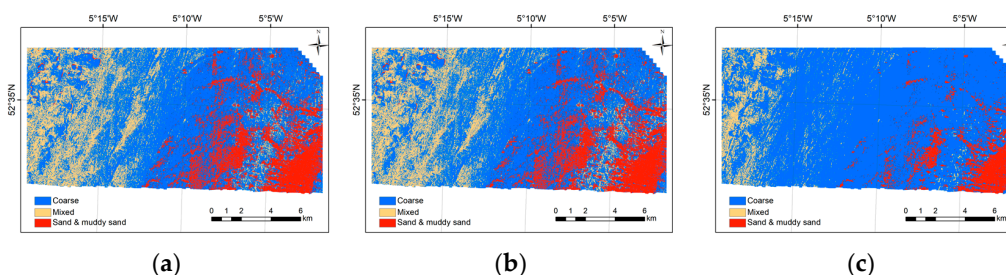 5°15'W 5°10'W 5°5'W
52°35'N
Coarse
Mixed
Sand & muddy sand
0 1 2 4 6
km
(a)
5°15'W 5°10'W 5°5'W
52°35'N
Coarse
Mixed
Sand & muddy sand
0 1 2 4 6
km
(b)
5°15'W 5°10'W 5°5'W
52°35'N
Coarse
Mixed
Sand & muddy sand
0 1 2 4 6
km
(c)